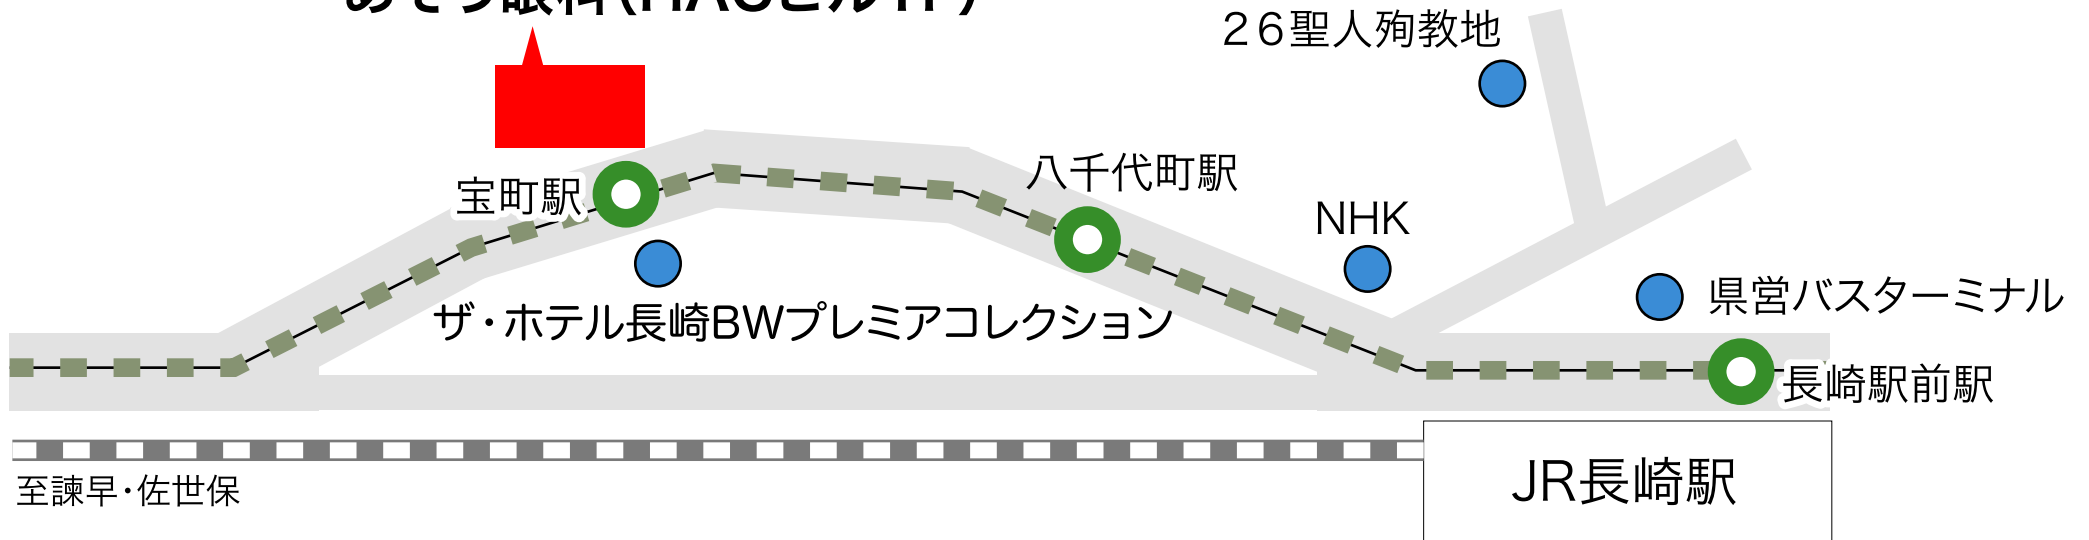 26聖人殉教地
八千代町駅
宝町駅
NHK
県営バスターミナル
ザ・ホテル長崎BWプレミアコレクション
長崎駅前駅
JR長崎駅
至諫早・佐世保